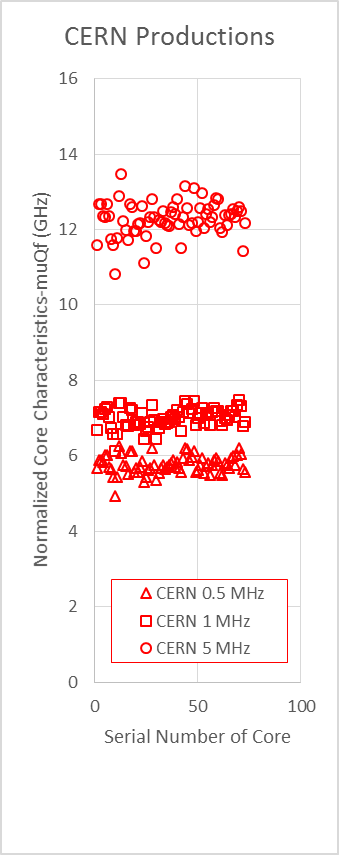 CERN Productions
16
14
12
10
8
6
4
2
0
Normalized Core Characteristics-muQf (GHz)
CERN 0.5 MHz
CERN 1 MHz
CERN 5 MHz
0 50 100
Serial Number of Core